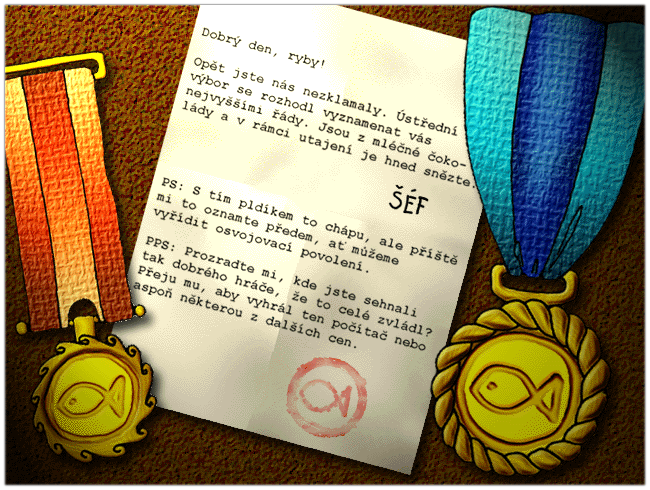 Dobrý den, ryby!
Opět jste nás nezklamaly. Ústřední
výbor se rozhodl vyznamenat vás
nejvyššími řády. Jsou z mléčné čoko-
lády a v rámci utajení je hned snězte.
ŠÉF
PS: S tím pldíkem to chápu, ale příště
mi to oznamte předem, ať můžeme
vyřídit osvojovací povolení.
PPS: Prozraďte mi, kde jste sehnali
tak dobrého hráče, že to celé zvládl?
Přeju mu, aby vyhrál ten počítač nebo
aspoň některou z dalších cen.